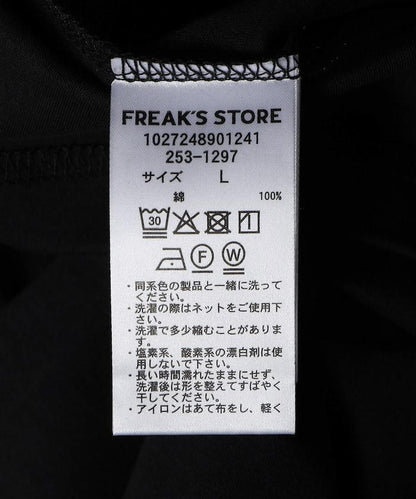 FREAK'S STORE
1027248901241
253-1297
サイズ L
綿 100%
30
F W
・同系色の製品と一緒に洗って
ください。
・洗濯の際はネットをご使用下
さい。
・洗濯で多少縮むことがありま
す。
・塩素系、酸素系の漂白剤は使
用しないで下さい。
・長い時間濡れたままにせず、
洗濯後は形を整えてすばやく
干してください。
・アイロンはあて布をし、軽く